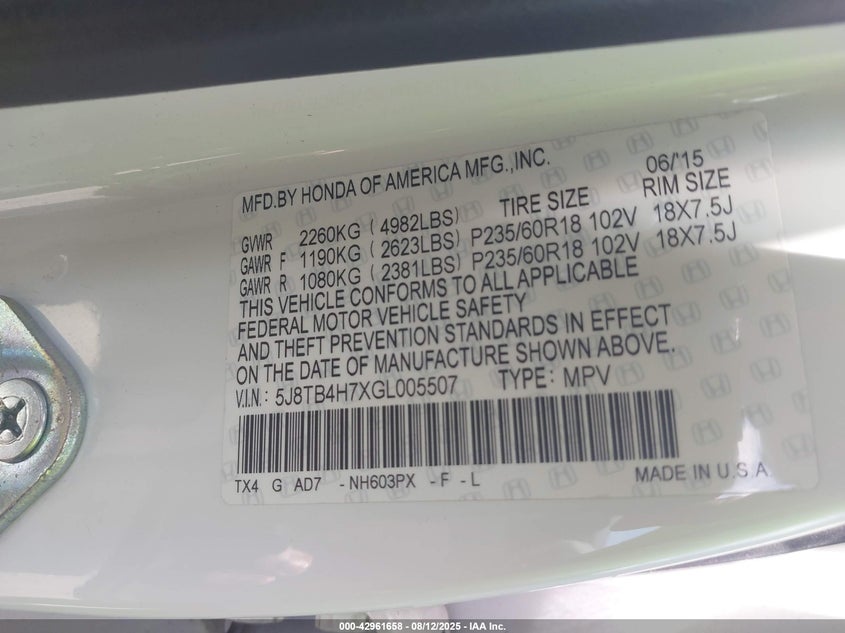 MFD.BY HONDA OF AMERICA MFG.,INC. 06/'15
TIRE SIZE RIM SIZE
GVWR 2260KG (4982LBS)
GAWR F 1190KG (2623LBS) P235/60R18 102V 18X7.5J
GAWR R 1080KG (2381LBS) P235/60R18 102V 18X7.5J
THIS VEHICLE CONFORMS TO ALL APPLICABLE
FEDERAL MOTOR VEHICLE SAFETY
AND THEFT PREVENTION STANDARDS IN EFFECT
ON THE DATE OF MANUFACTURE SHOWN ABOVE.
V.I.N.: 5J8TB4H7XGL005507 TYPE: MPV
TX4 G AD7 -NH603PX -F -L MADE IN U.S.A.
000-42961658 - 08/12/2025 - IAA Inc.